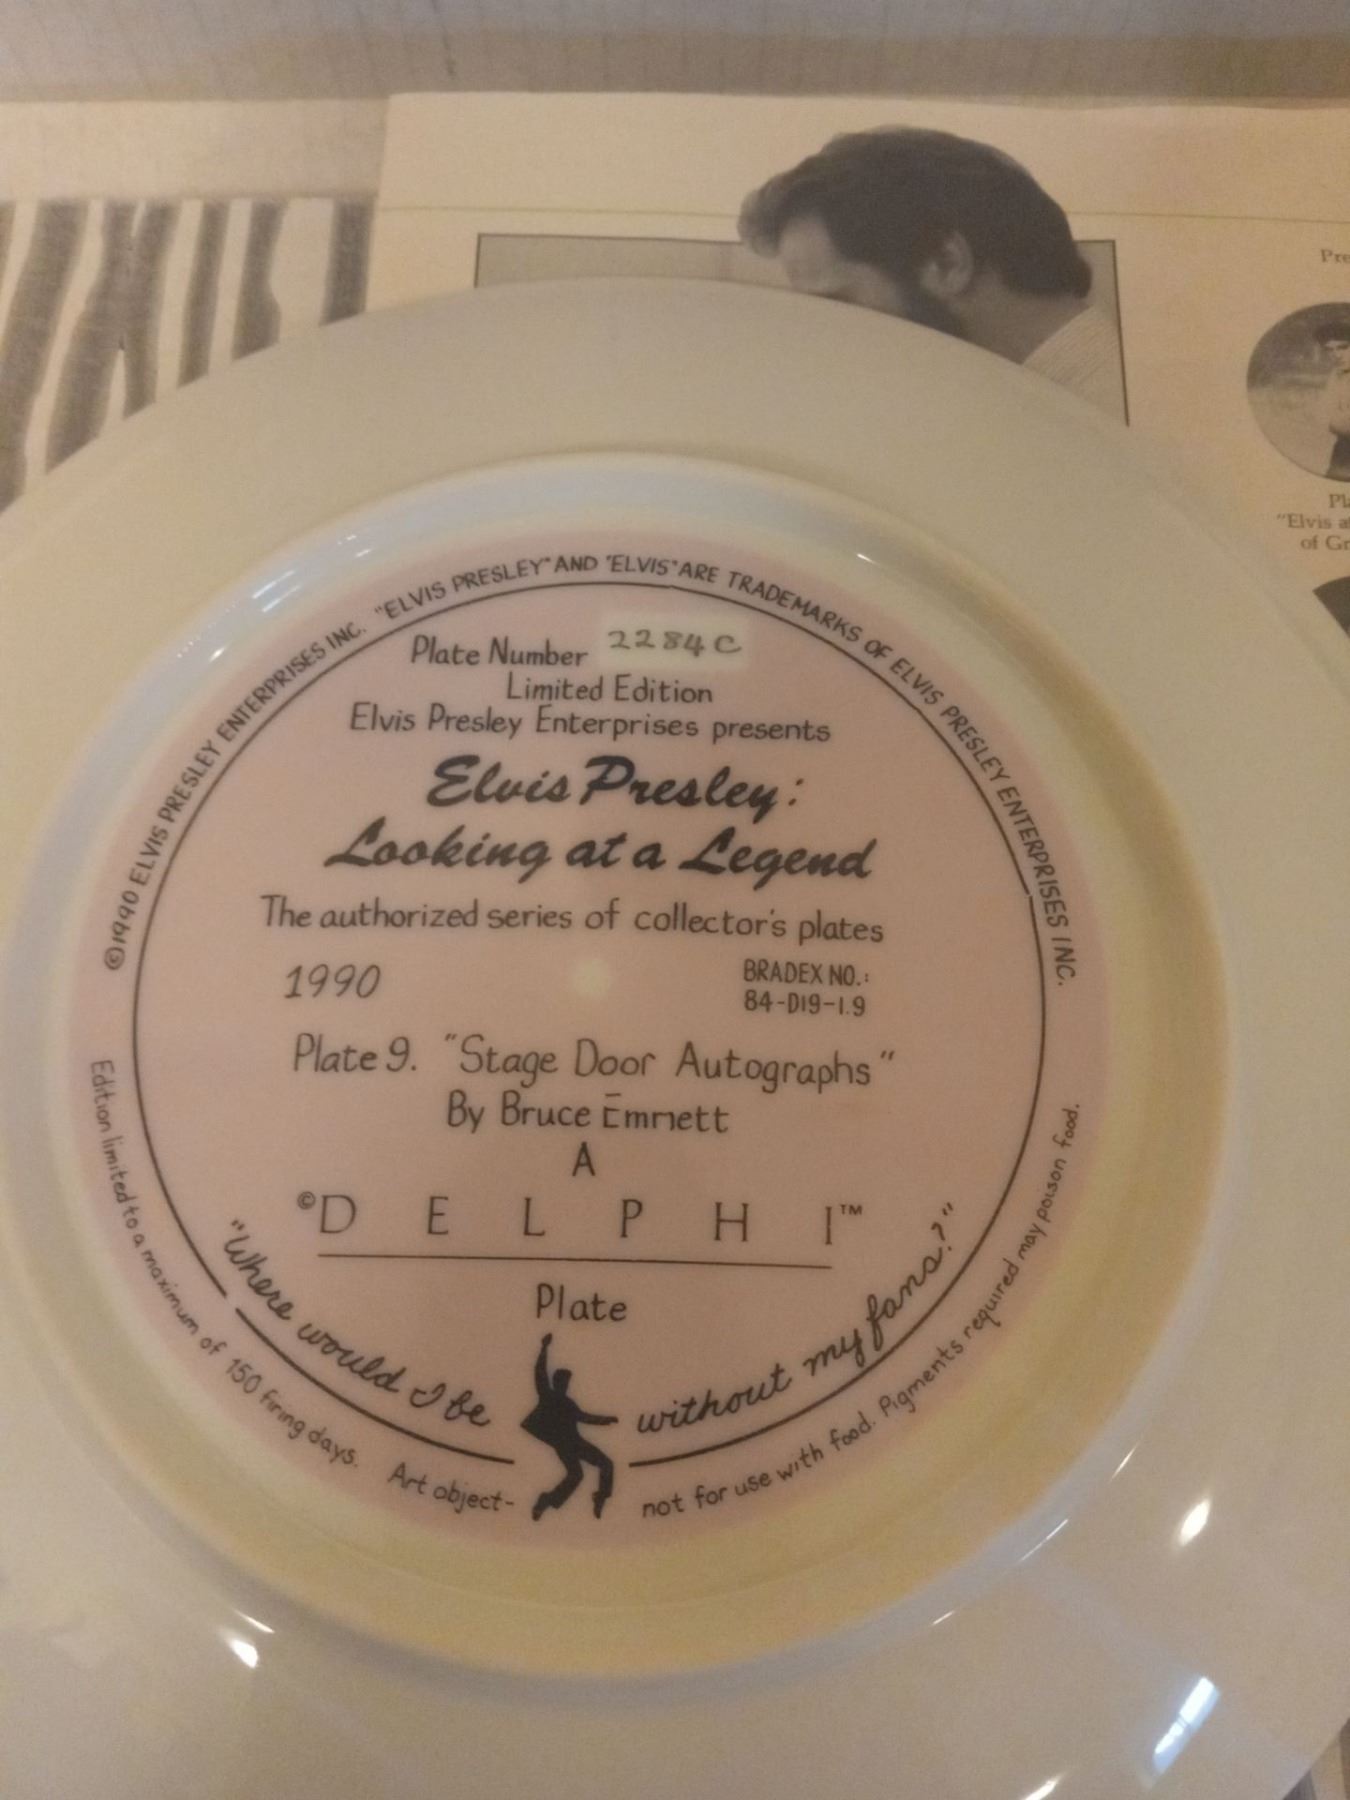 Pre
Pla
"Elvis a
of Gr
©1990 ELVIS PRESLEY ENTERPRISES INC. "ELVIS PRESLEY" AND "ELVIS" ARE TRADEMARKS OF ELVIS PRESLEY ENTERPRISES INC.
Plate Number 2284C
Limited Edition
Elvis Presley Enterprises presents
Elvis Presley:
Looking at a Legend
The authorized series of collector's plates
1990
BRADEX NO.:
84-D19-1.9
Plate 9. "Stage Door Autographs"
By Bruce Emmett
A
©DELPHI™
Plate
"Where would I be without my fans?"
Edition limited to a maximum of 150 firing days. Art object- not for use with food. Pigments required may poison food.